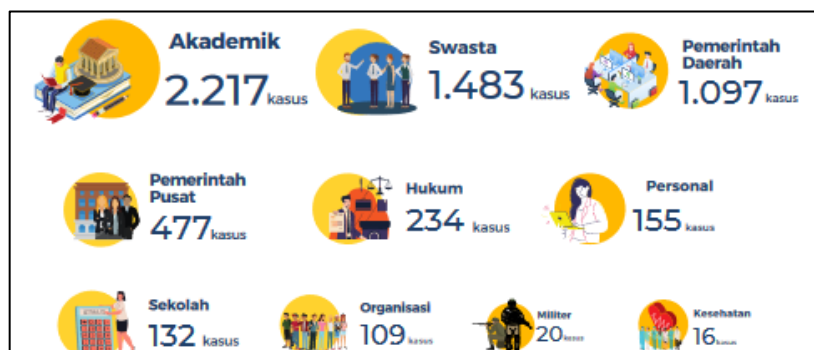 Akademik
2.217 kasus
Swasta
1.483 kasus
Pemerintah
Daerah
1.097 kasus
Pemerintah
Pusat
477 kasus
Hukum
234 kasus
Personal
155 kasus
Sekolah
132 kasus
Organisasi
109 kasus
Militer
20 kasus
Kesehatan
16 kasus